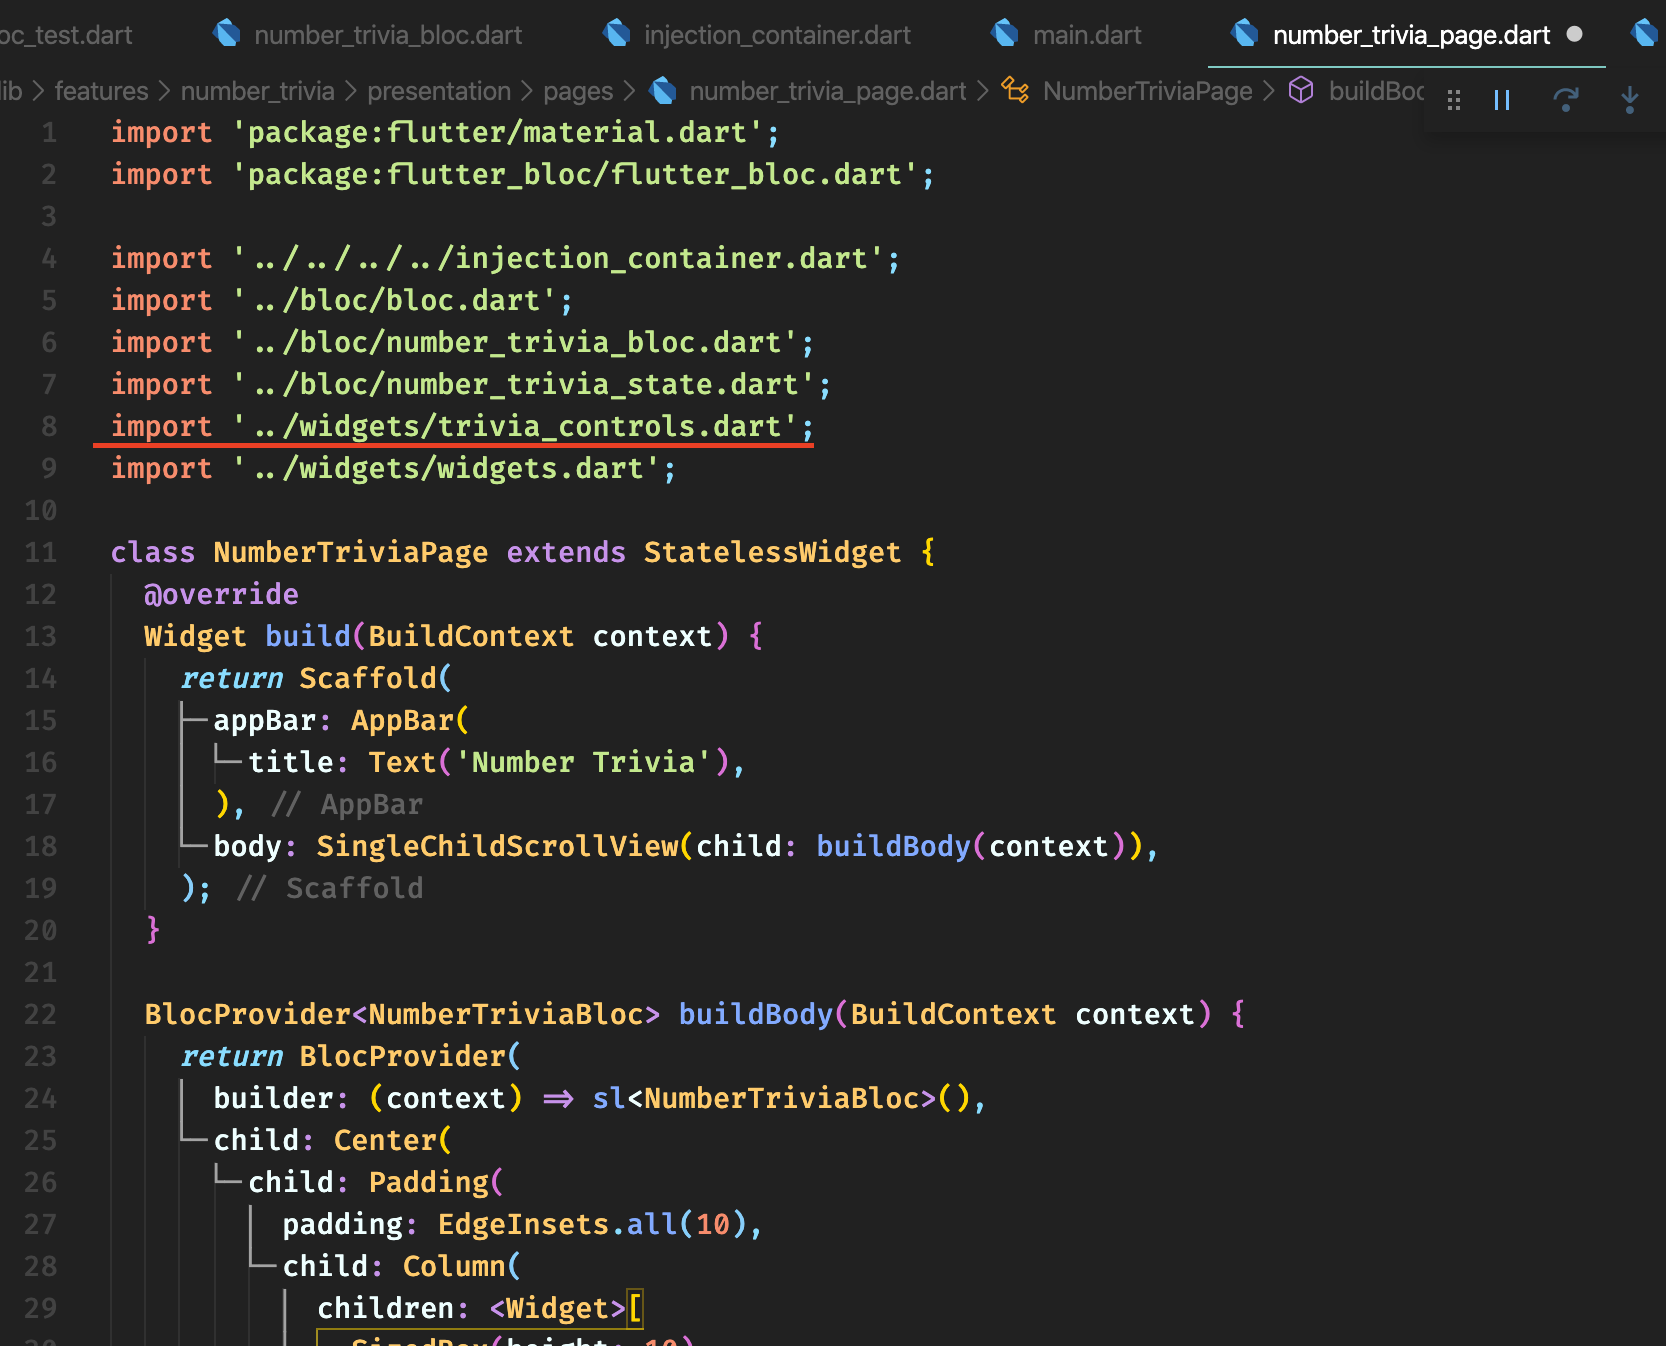 oc_test.dart number_trivia_bloc.dart injection_container.dart main.dart number_trivia_page.dart
lib > features > number_trivia > presentation > pages > number_trivia_page.dart > NumberTriviaPage > buildBod
1 import 'package:flutter/material.dart';
2 import 'package:flutter_bloc/flutter_bloc.dart';
3
4 import '../../../../injection_container.dart';
5 import '../bloc/bloc.dart';
6 import '../bloc/number_trivia_bloc.dart';
7 import '../bloc/number_trivia_state.dart';
8 import '../widgets/trivia_controls.dart';
9 import '../widgets/widgets.dart';
10
11 class NumberTriviaPage extends StatelessWidget {
12 @override
13 Widget build(BuildContext context) {
14 return Scaffold(
15 appBar: AppBar(
16 title: Text('Number Trivia'),
17 ), // AppBar
18 body: SingleChildScrollView(child: buildBody(context)),
19 ); // Scaffold
20 }
21
22 BlocProvider<NumberTriviaBloc> buildBody(BuildContext context) {
23 return BlocProvider(
24 builder: (context) => sl<NumberTriviaBloc>(),
25 child: Center(
26 child: Padding(
27 padding: EdgeInsets.all(10),
28 child: Column(
29 children: <Widget>[
30 SizedBox(height: 10)